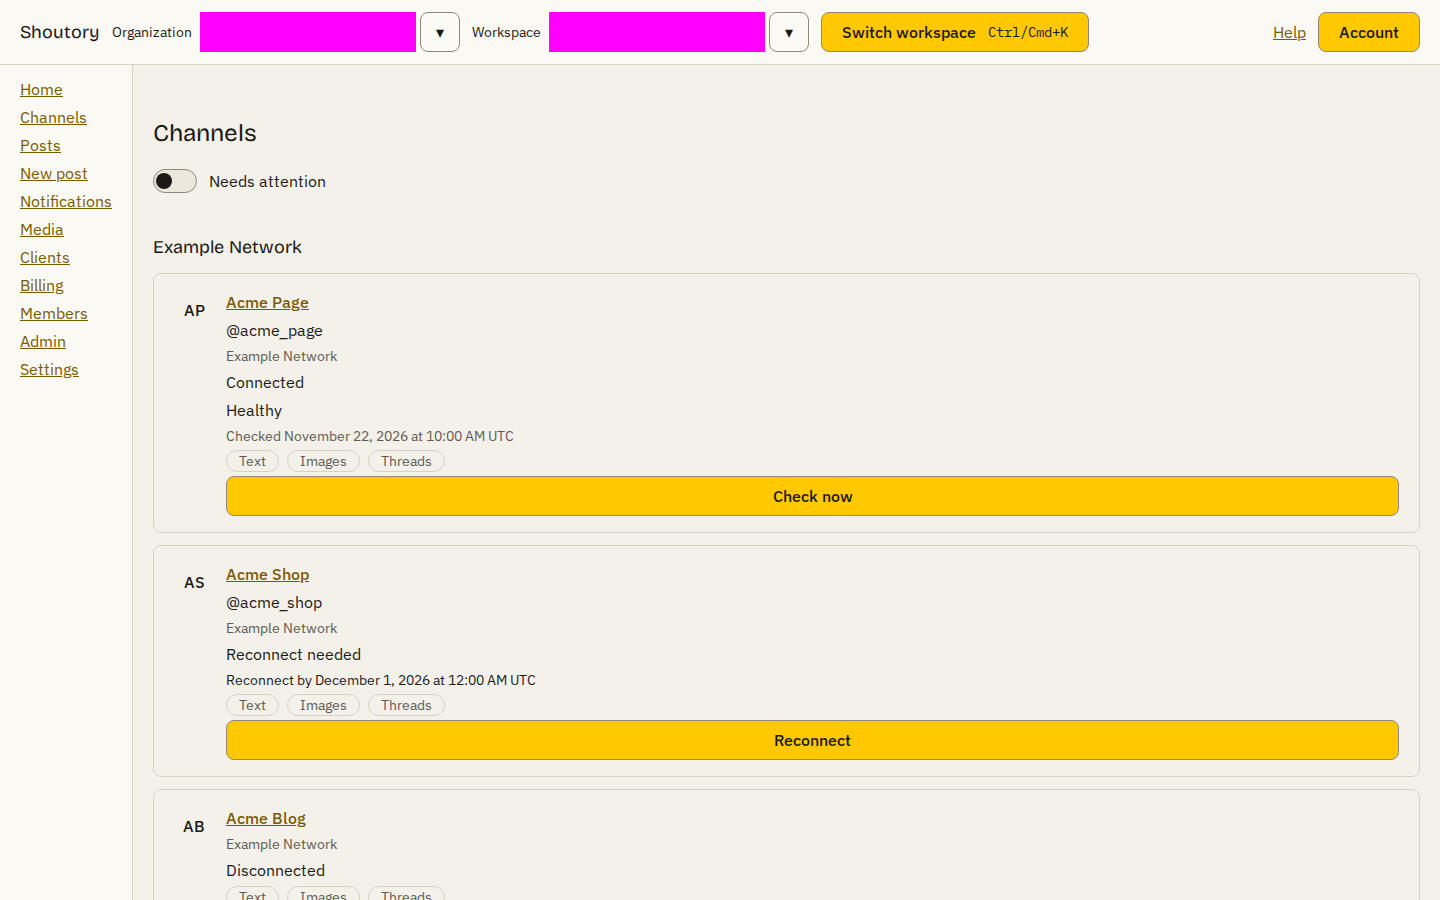 Shoutory Organization ▼ Workspace ▼ Switch workspace Ctrl/Cmd+K Help Account
Home
Channels
Posts
New post
Notifications
Media
Clients
Billing
Members
Admin
Settings
Channels
Needs attention
Example Network
AP
Acme Page
@acme_page
Example Network
Connected
Healthy
Checked November 22, 2026 at 10:00 AM UTC
Text Images Threads
Check now
AS
Acme Shop
@acme_shop
Example Network
Reconnect needed
Reconnect by December 1, 2026 at 12:00 AM UTC
Text Images Threads
Reconnect
AB
Acme Blog
Example Network
Disconnected
Text Images Threads